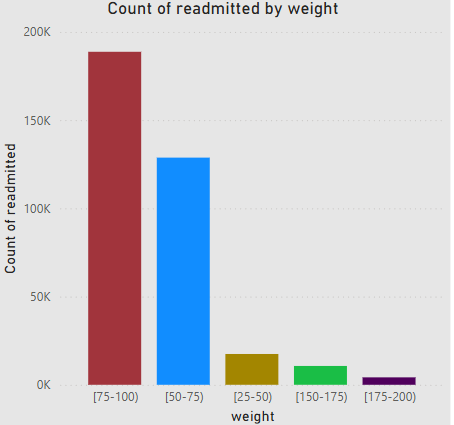 Count of readmitted by weight
200K
150K
100K
50K
0K
Count of readmitted
[75-100)
[50-75)
[25-50)
[150-175)
[175-200)
weight